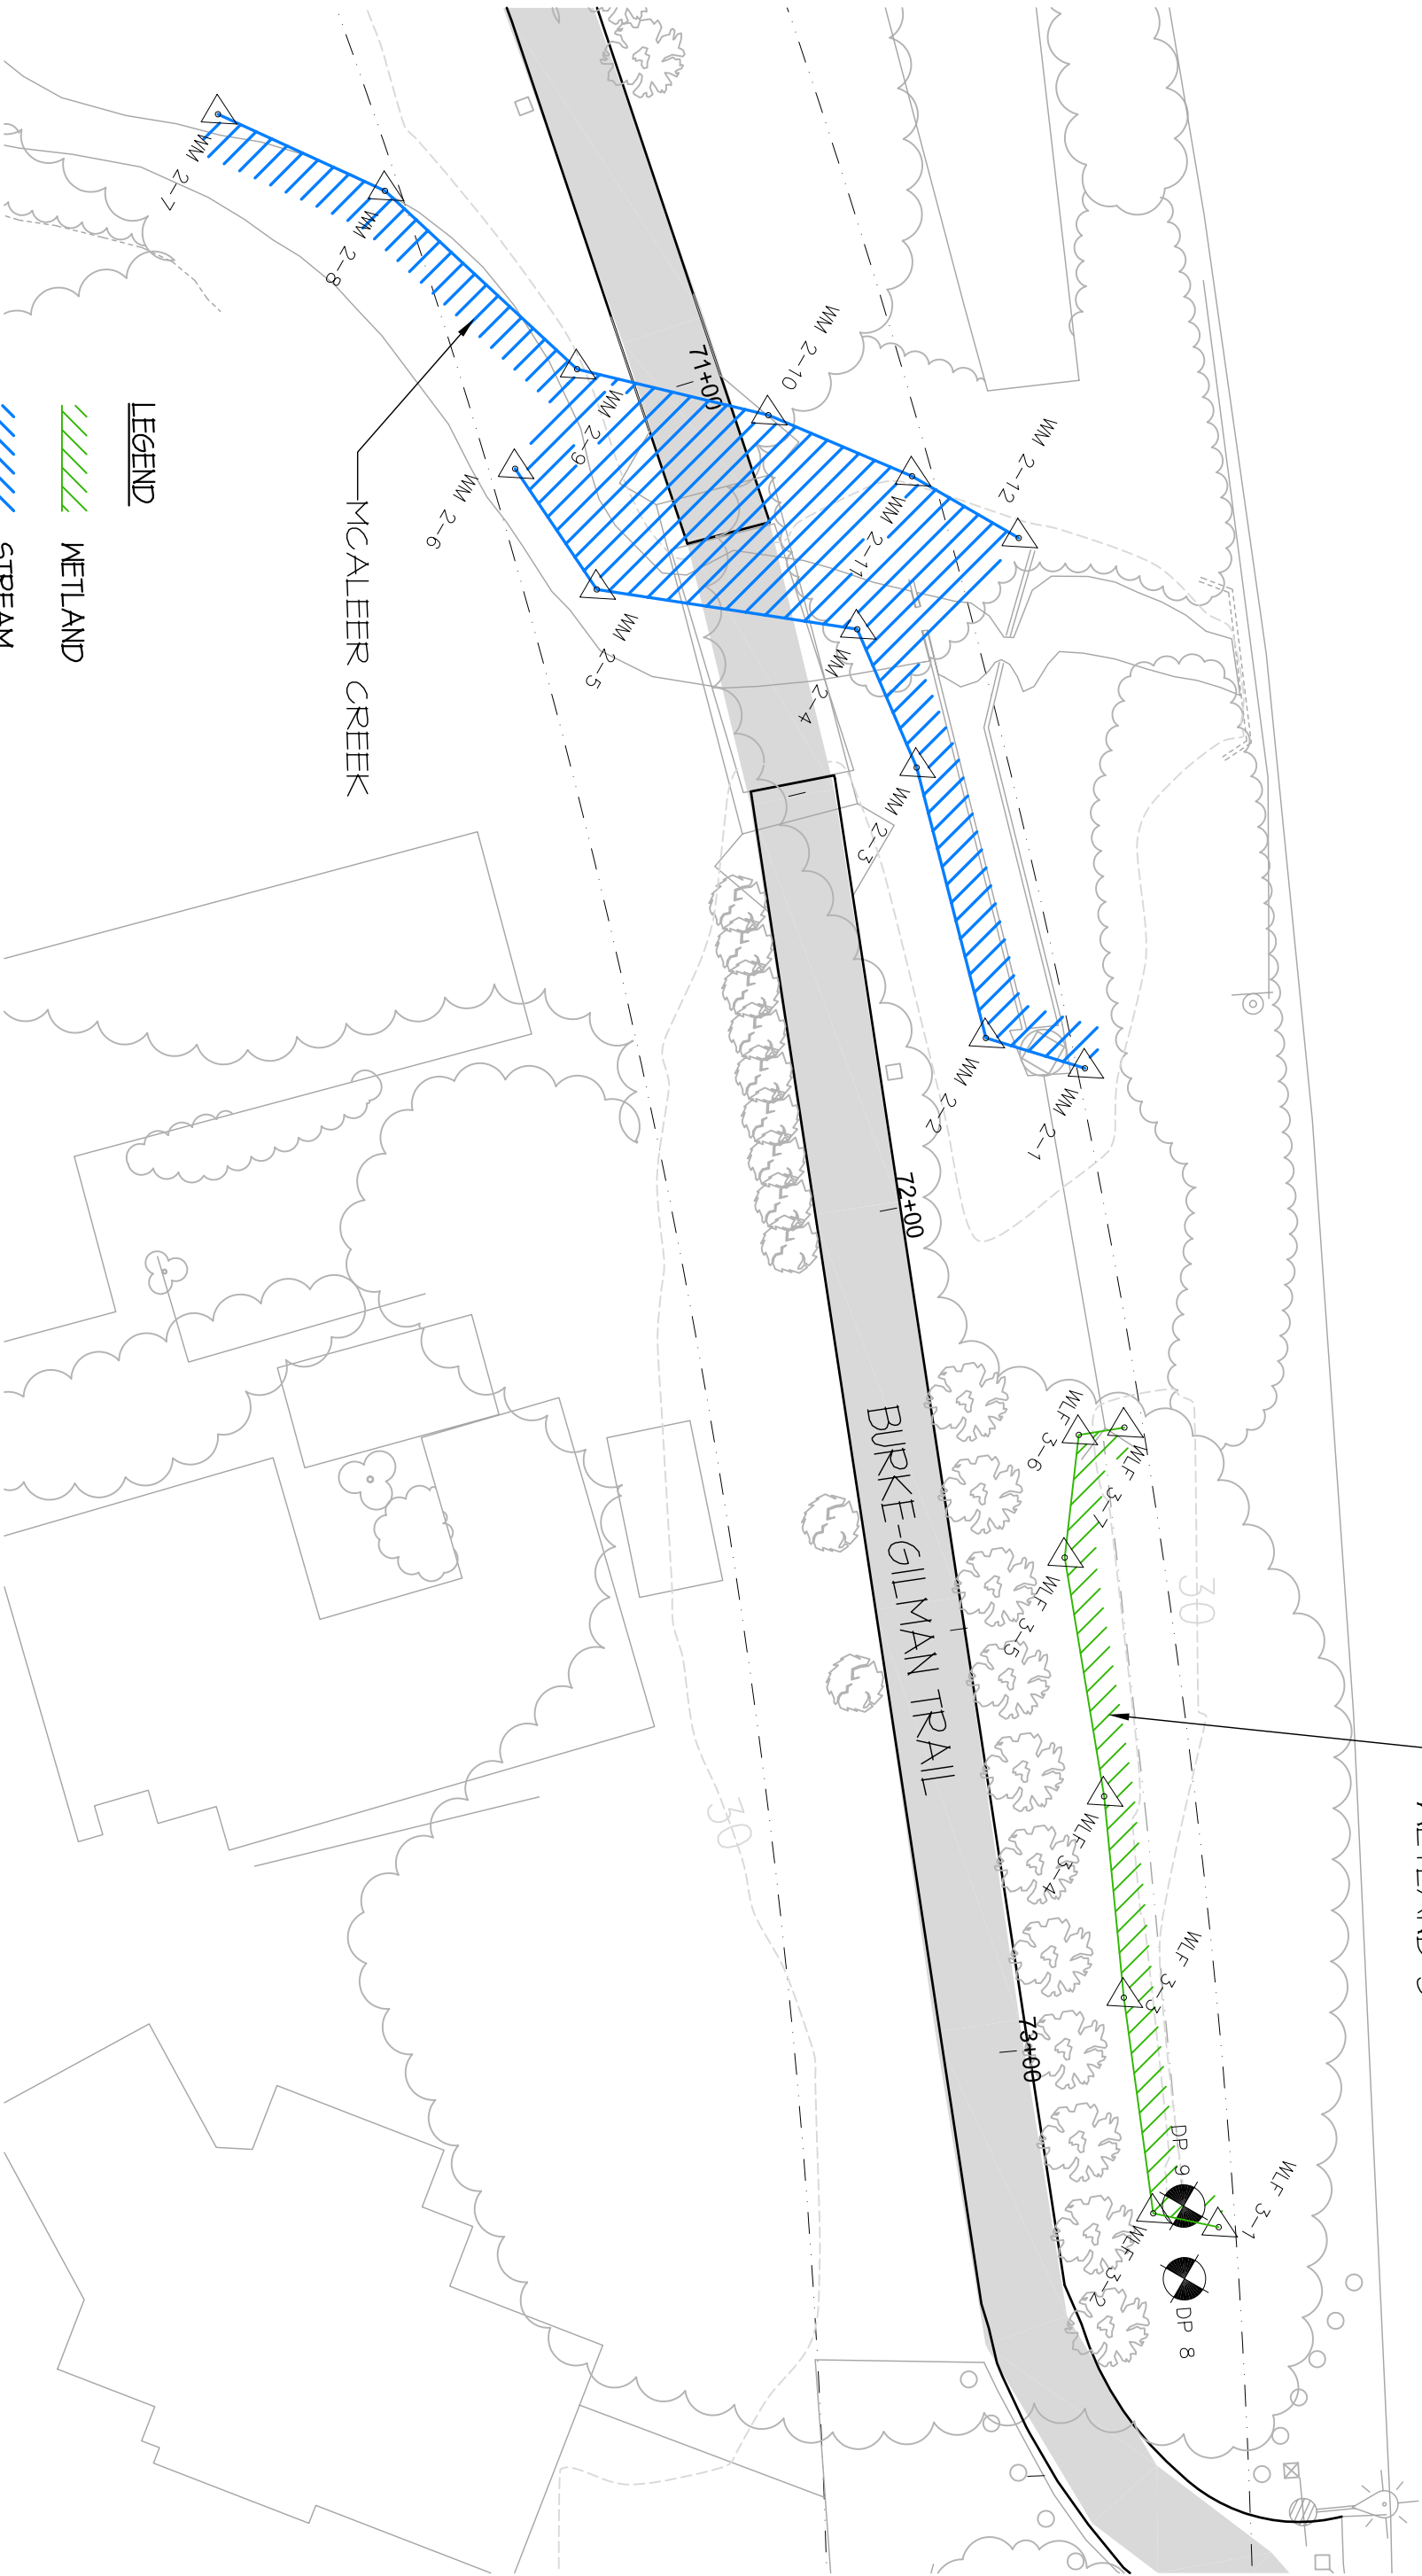 WM 2-7
WM 2-8
WM 2-9
WM 2-10
WM 2-11
WM 2-12
WM 2-6
WM 2-5
WM 2-4
WM 2-3
WM 2-2
WM 2-1
71+00
72+00
73+00
MCALEER CREEK
BURKE-GILMAN TRAIL
WLF 3-7
WLF 3-6
WLF 3-5
WLF 3-4
WLF 3-3
WLF 3-2
WLF 3-1
DP 9
DP 8
30
30
LEGEND
WETLAND
STREAM